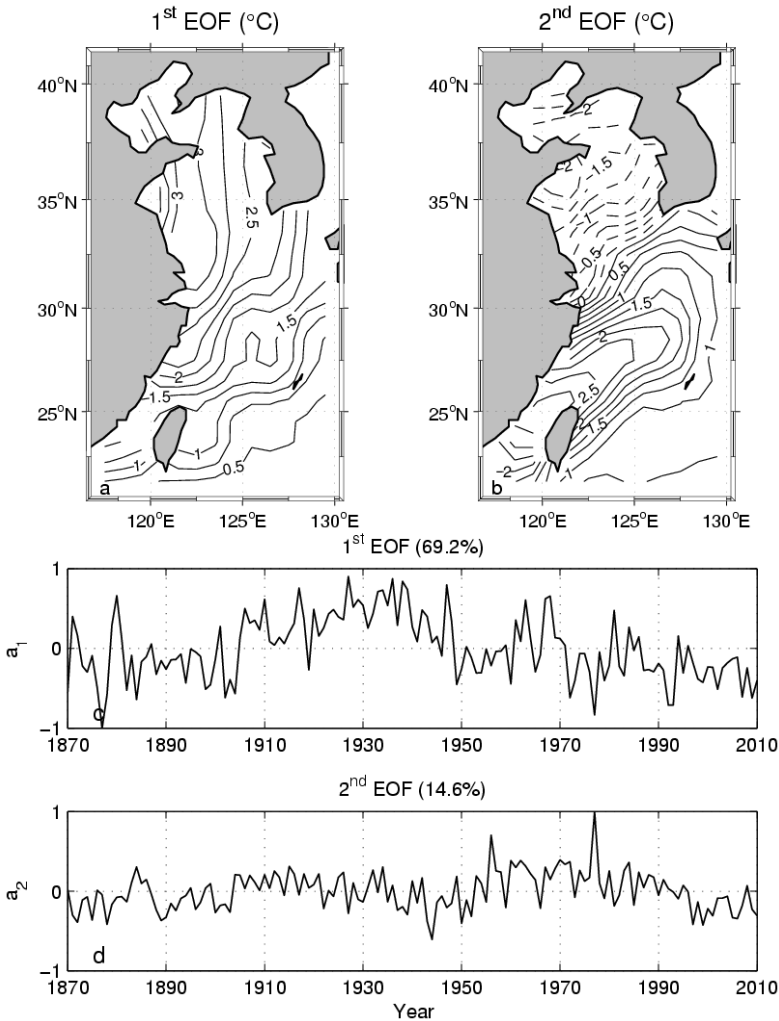 1st EOF (°C)
2nd EOF (°C)
40°N
35°N
30°N
25°N
120°E
125°E
130°E
3
3
2.5
1.5
2
1.5
1
1
0.5
a
40°N
35°N
30°N
25°N
120°E
125°E
130°E
-2
-2
-1.5
-1
-0.5
0
0.5
1
1.5
2
1
2.5
2
1.5
2
1
b
1st EOF (69.2%)
a1
1
0
−1
c
1870
1890
1910
1930
1950
1970
1990
2010
2nd EOF (14.6%)
a2
1
0
−1
d
1870
1890
1910
1930
1950
1970
1990
2010
Year